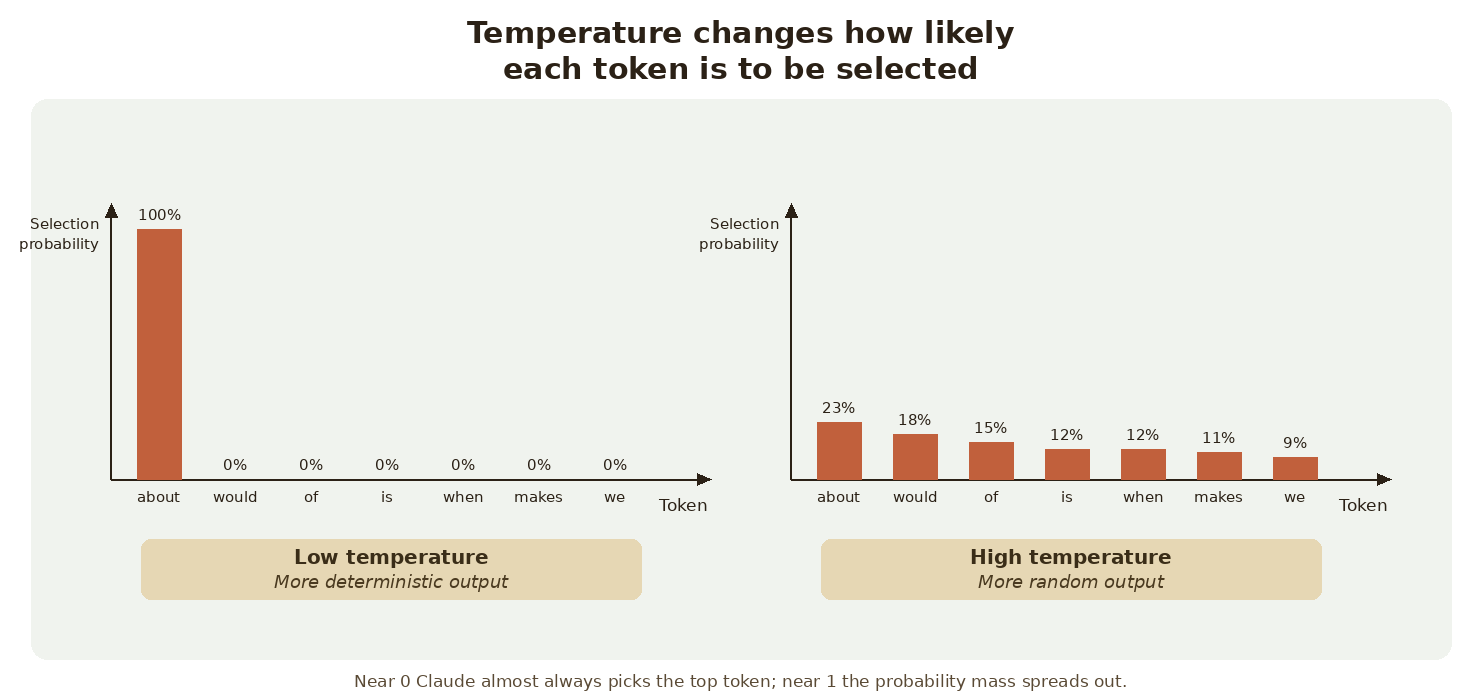 Temperature changes how likely
each token is to be selected
Selection
probability
100%
0%
0%
0%
0%
0%
0%
about
would
of
is
when
makes
we
Token
Low temperature
More deterministic output
Selection
probability
23%
18%
15%
12%
12%
11%
9%
about
would
of
is
when
makes
we
Token
High temperature
More random output
Near 0 Claude almost always picks the top token; near 1 the probability mass spreads out.